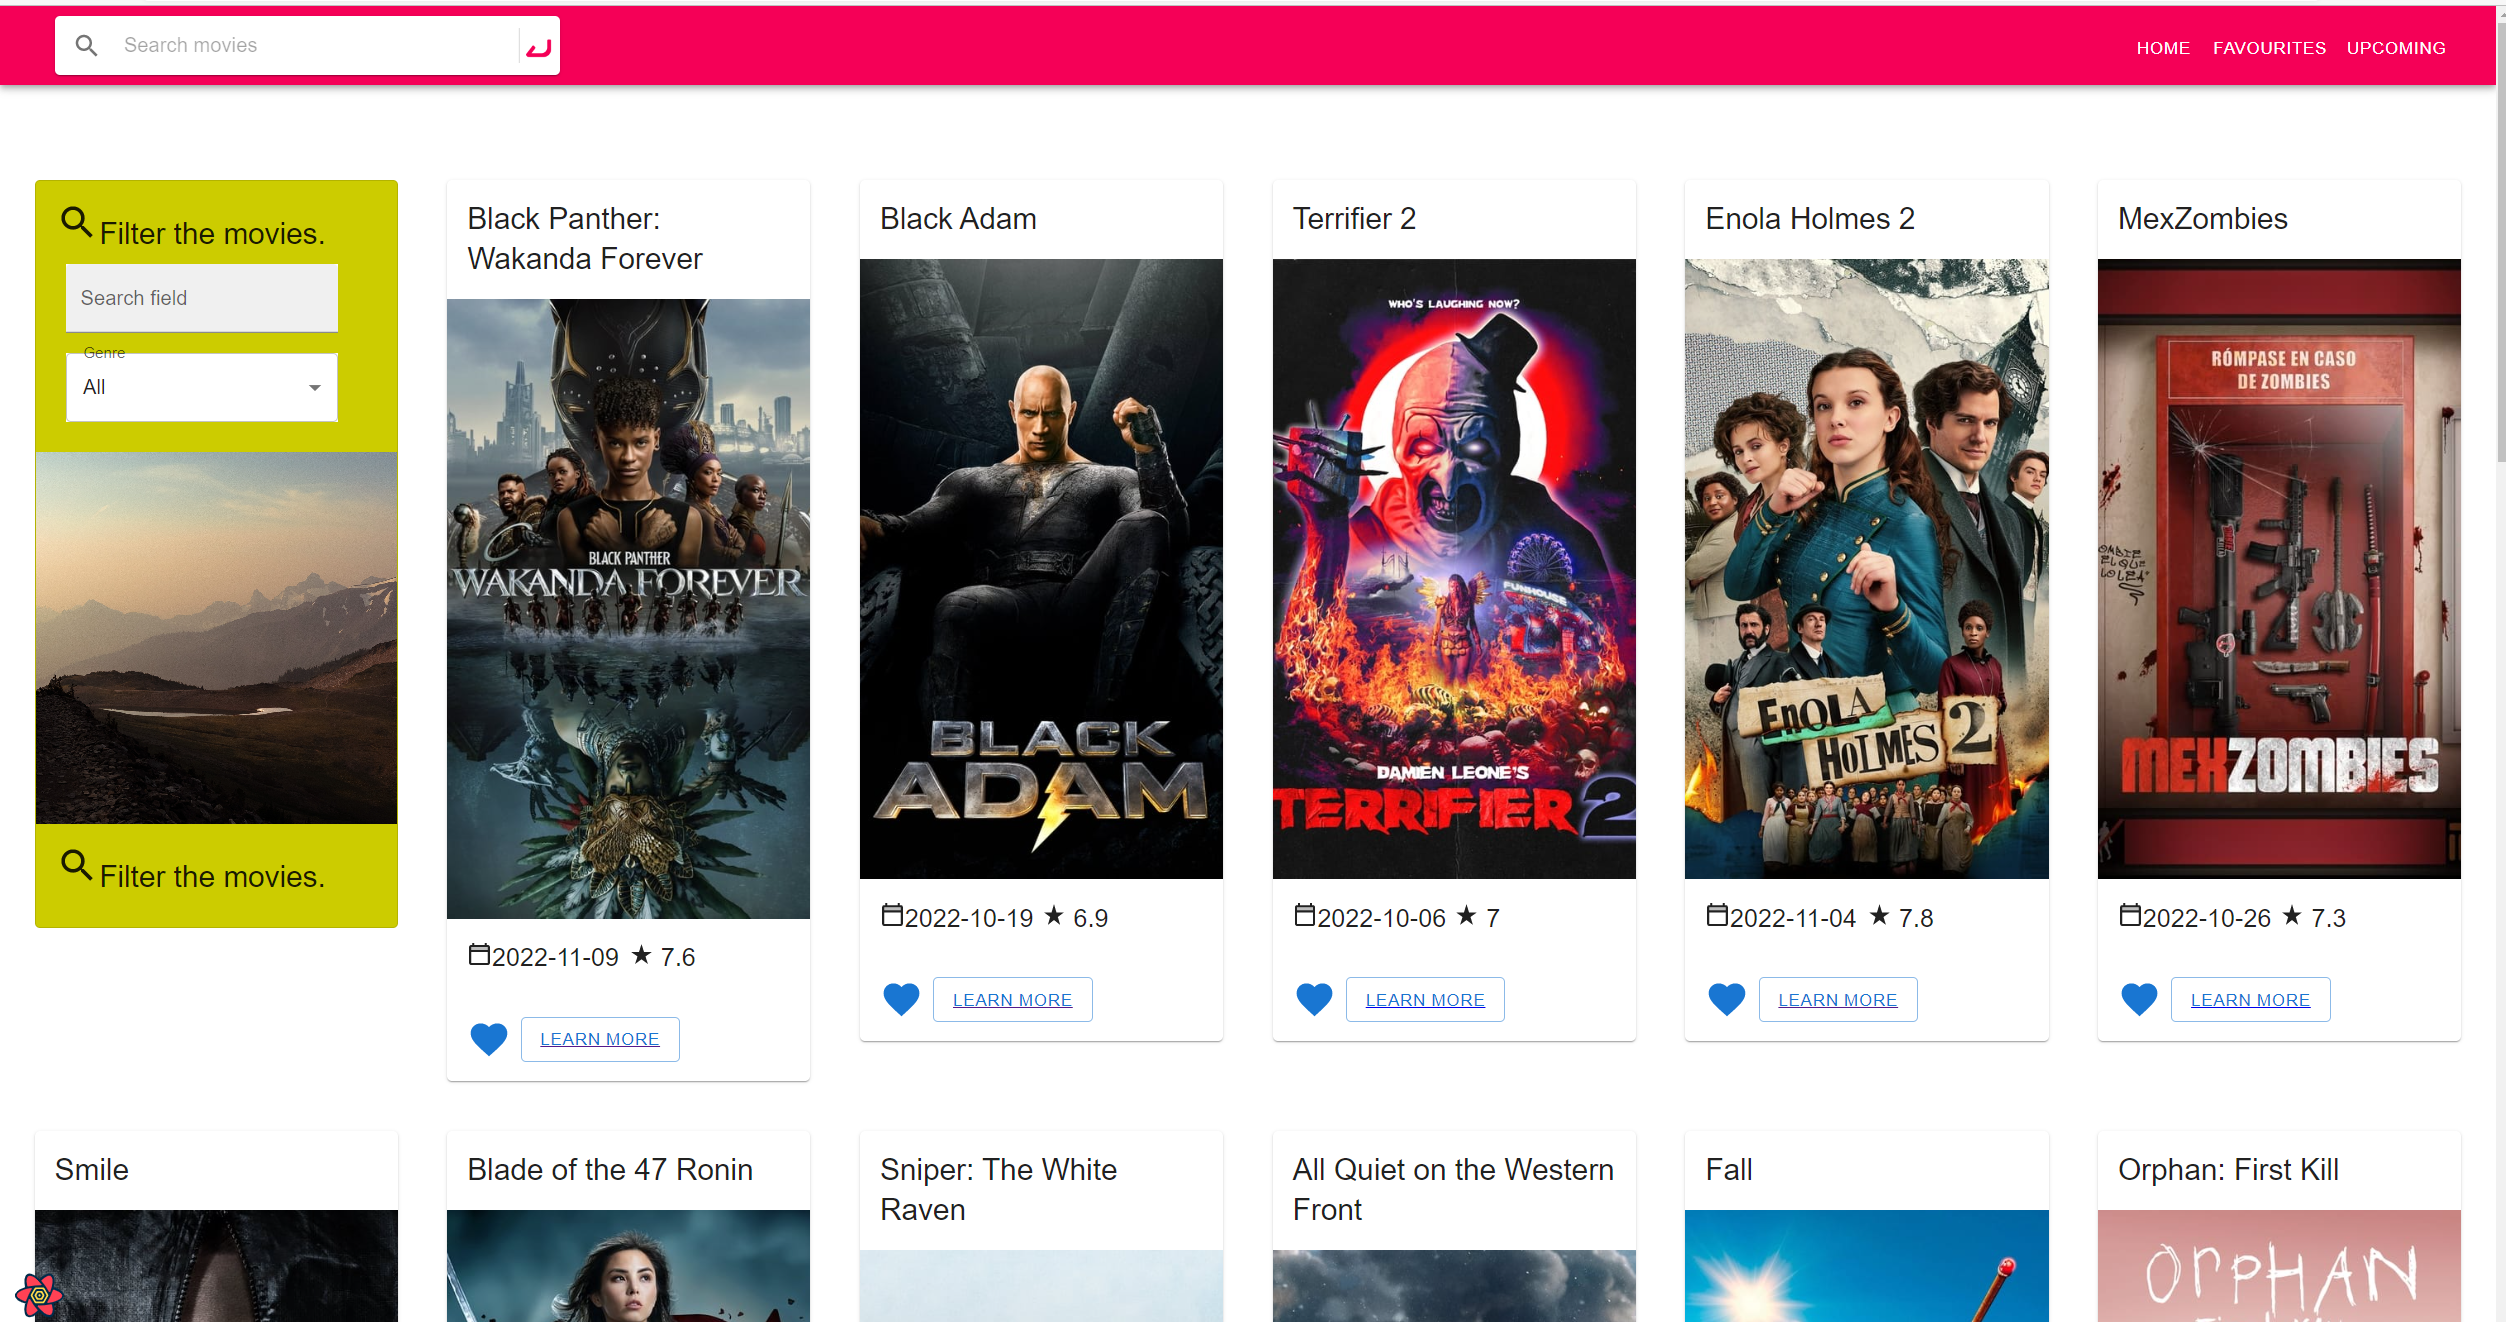 Search movies
HOME FAVOURITES UPCOMING
Filter the movies.
Search field
Genre
All
Filter the movies.
Black Panther:
Wakanda Forever
BLACK PANTHER
WAKANDA FOREVER
2022-11-09 ★ 7.6
LEARN MORE
Black Adam
BLACK
ADAM
2022-10-19 ★ 6.9
LEARN MORE
Terrifier 2
WHO'S LAUGHING NOW?
FUNHOUSE
DAMIEN LEONE'S
TERRIFIER 2
2022-10-06 ★ 7
LEARN MORE
Enola Holmes 2
ENOLA
HOLMES 2
2022-11-04 ★ 7.8
LEARN MORE
MexZombies
RÓMPASE EN CASO
DE ZOMBIES
MEXZOMBIES
2022-10-26 ★ 7.3
LEARN MORE
Smile
Blade of the 47 Ronin
Sniper: The White
Raven
All Quiet on the Western
Front
Fall
Orphan: First Kill
ORPHAN